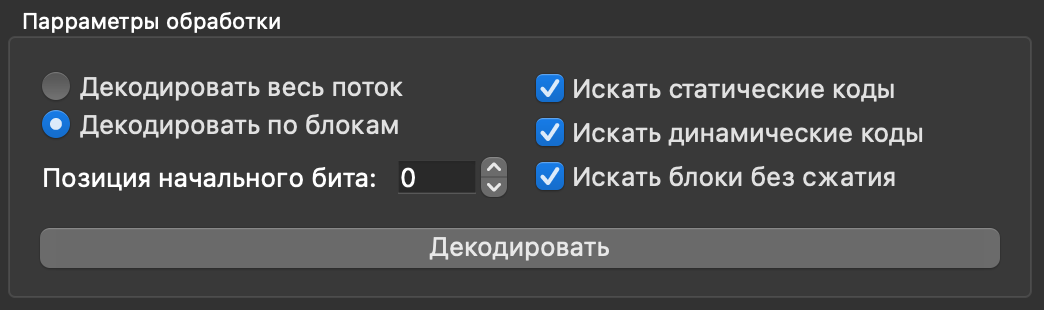 Парраметры обработки
Декодировать весь поток
Декодировать по блокам
Позиция начального бита: 0
Искать статические коды
Искать динамические коды
Искать блоки без сжатия
Декодировать